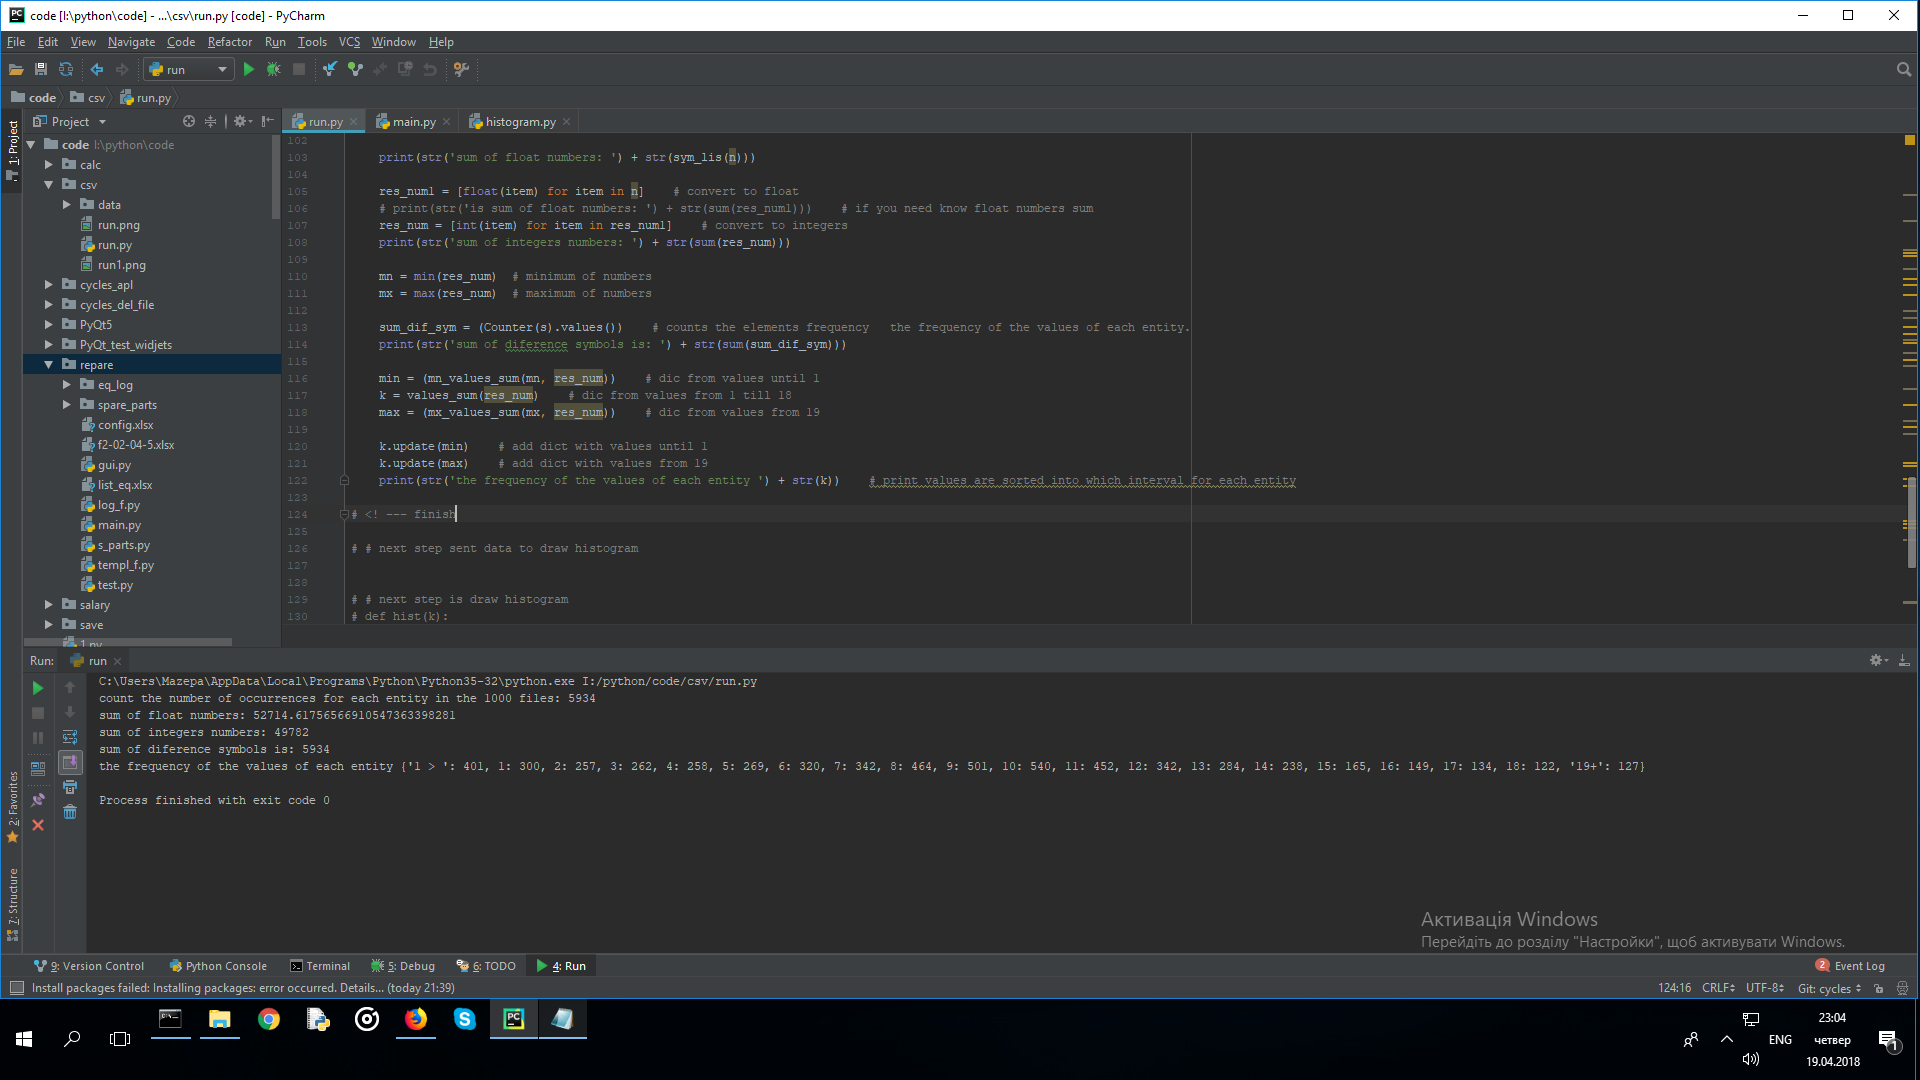 code [I:\python\code] - ...\csv\run.py [code] - PyCharm
File Edit View Navigate Code Refactor Run Tools VCS Window Help
run
code csv run.py
1: Project
Project
run.py main.py histogram.py
code I:\python\code
calc
csv
data
run.png
run.py
run1.png
cycles_apl
cycles_del_file
PyQt5
PyQt_test_widjets
repare
eq_log
spare_parts
config.xlsx
f2-02-04-5.xlsx
gui.py
list_eq.xlsx
log_f.py
main.py
s_parts.py
templ_f.py
test.py
salary
save
1.py
102
103 print(str('sum of float numbers: ') + str(sym_lis(n)))
104
105 res_num1 = [float(item) for item in n] # convert to float
106 # print(str('is sum of float numbers: ') + str(sum(res_num1))) # if you need know float numbers sum
107 res_num = [int(item) for item in res_num1] # convert to integers
108 print(str('sum of integers numbers: ') + str(sum(res_num)))
109
110 mn = min(res_num) # minimum of numbers
111 mx = max(res_num) # maximum of numbers
112
113 sum_dif_sym = (Counter(s).values()) # counts the elements frequency the frequency of the values of each entity.
114 print(str('sum of diference symbols is: ') + str(sum(sum_dif_sym)))
115
116 min = (mn_values_sum(mn, res_num)) # dic from values until 1
117 k = values_sum(res_num) # dic from values from 1 till 18
118 max = (mx_values_sum(mx, res_num)) # dic from values from 19
119
120 k.update(min) # add dict with values until 1
121 k.update(max) # add dict with values from 19
122 print(str('the frequency of the values of each entity ') + str(k)) # print values are sorted into which interval for each entity
123
124 # <! --- finish
125
126 # # next step sent data to draw histogram
127
128
129 # # next step is draw histogram
130 # def hist(k):
Run: run
C:\Users\Mazepa\AppData\Local\Programs\Python\Python35-32\python.exe I:/python/code/csv/run.py
count the number of occurrences for each entity in the 1000 files: 5934
sum of float numbers: 52714.61756566910547363398281
sum of integers numbers: 49782
sum of diference symbols is: 5934
the frequency of the values of each entity {'1 > ': 401, 1: 300, 2: 257, 3: 262, 4: 258, 5: 269, 6: 320, 7: 342, 8: 464, 9: 501, 10: 540, 11: 452, 12: 342, 13: 284, 14: 238, 15: 165, 16: 149, 17: 134, 18: 122, '19+': 127}
Process finished with exit code 0
2: Favorites
7: Structure
Активація Windows
Перейдіть до розділу "Настройки", щоб активувати Windows.
9: Version Control Python Console Terminal 5: Debug 6: TODO 4: Run 2 Event Log
Install packages failed: Installing packages: error occurred. Details... (today 21:39) 124:16 CRLF UTF-8 Git: cycles
23:04
ENG четвер 1
19.04.2018